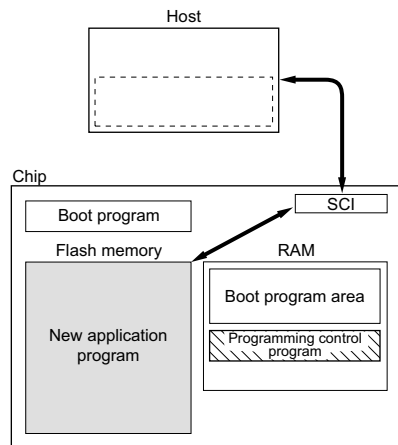 Host
Chip
SCI
Boot program
Flash memory
RAM
New application
program
Boot program area
Programming control
program